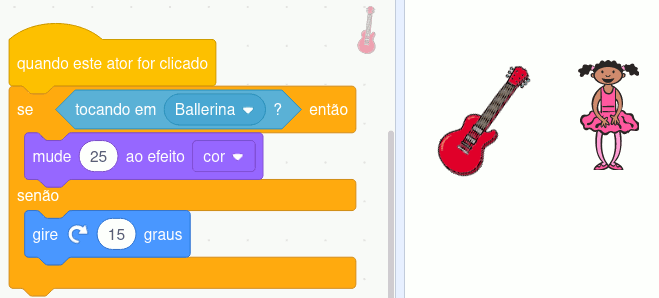 quando este ator for clicado
se tocando em Ballerina ? então
mude 25 ao efeito cor
senão
gire 15 graus